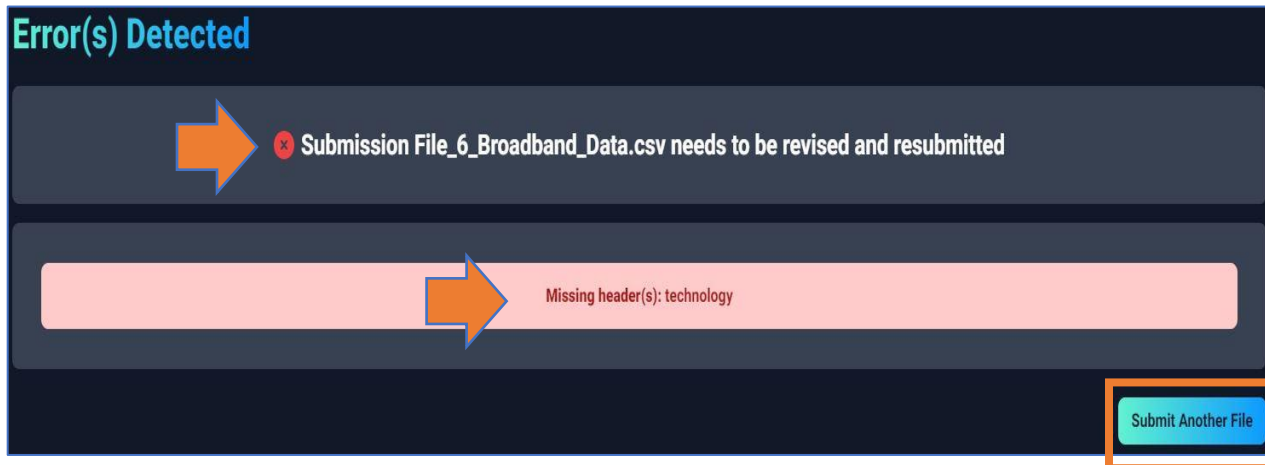 Error(s) Detected
Submission File_6_Broadband_Data.csv needs to be revised and resubmitted
Missing header(s): technology
Submit Another File